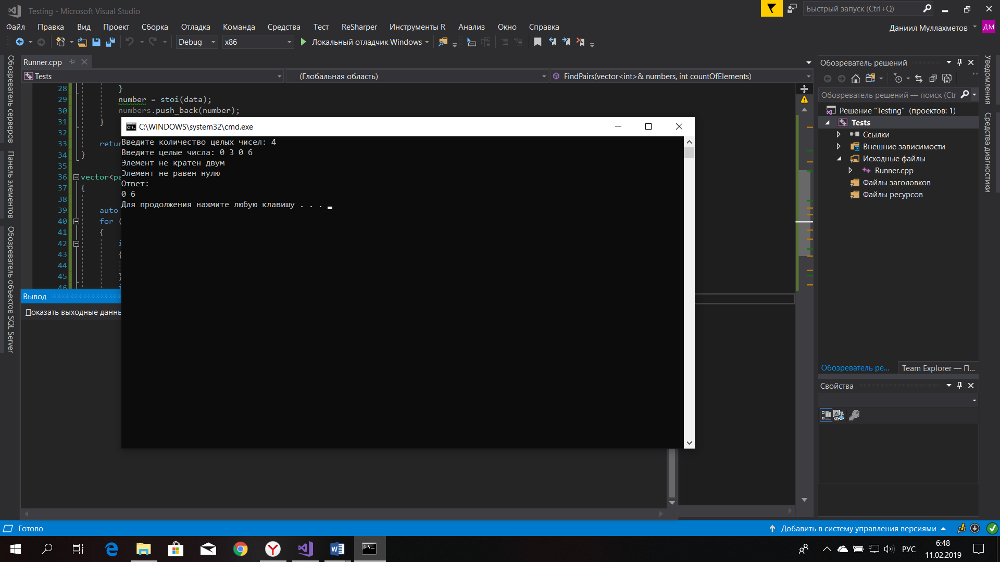 Testing - Microsoft Visual Studio
Быстрый запуск (Ctrl+Q)
Файл Правка Вид Проект Сборка Отладка Команда Средства Тест ReSharper Инструменты R Анализ Окно Справка
Даниил Муллахметов ДМ
Debug x86 Локальный отладчик Windows
Обозреватель серверов
Панель элементов
Обозреватель объектов SQL Server
Runner.cpp
Tests (Глобальная область) FindPairs(vector<int>& numbers, int countOfElements)
28 }
29 number = stoi(data);
30 numbers.push_back(number);
31 }
32
33 retur
34 }
35
36 vector<pa
37 {
38
39 auto
40 for (
41 {
42 i
43 {
44
45 }
46 i
C:\WINDOWS\system32\cmd.exe
Введите количество целых чисел: 4
Введите целые числа: 0 3 0 6
Элемент не кратен двум
Элемент не равен нулю
Ответ:
0 6
Для продолжения нажмите любую клавишу . . .
Вывод
Показать выходные данны
Обозреватель решений
Обозреватель решений — поиск (Ctr
Решение "Testing" (проектов: 1)
Tests
Ссылки
Внешние зависимости
Исходные файлы
Runner.cpp
Файлы заголовков
Файлы ресурсов
Обозреватель ре... Team Explorer — П...
Свойства
Уведомления
Средства диагностики
Готово
Добавить в систему управления версиями
РУС
6:48
11.02.2019